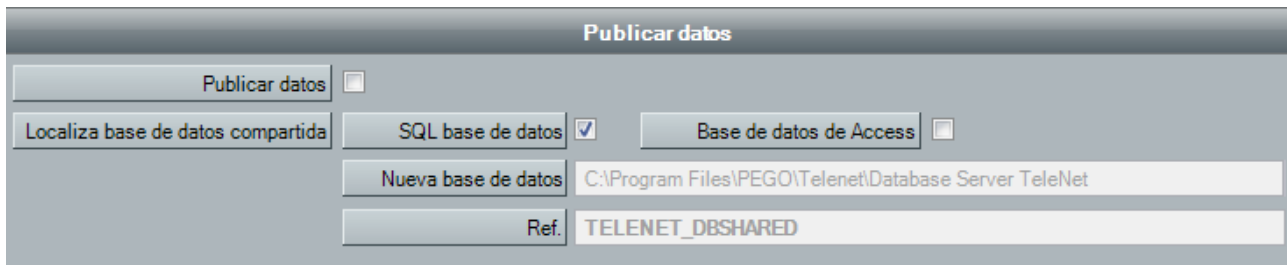 Publicar datos
Publicar datos
Localiza base de datos compartida SQL base de datos Base de datos de Access
Nueva base de datos C:\Program Files\PEGO\Telenet\Database Server TeleNet
Ref. TELENET_DBSHARED